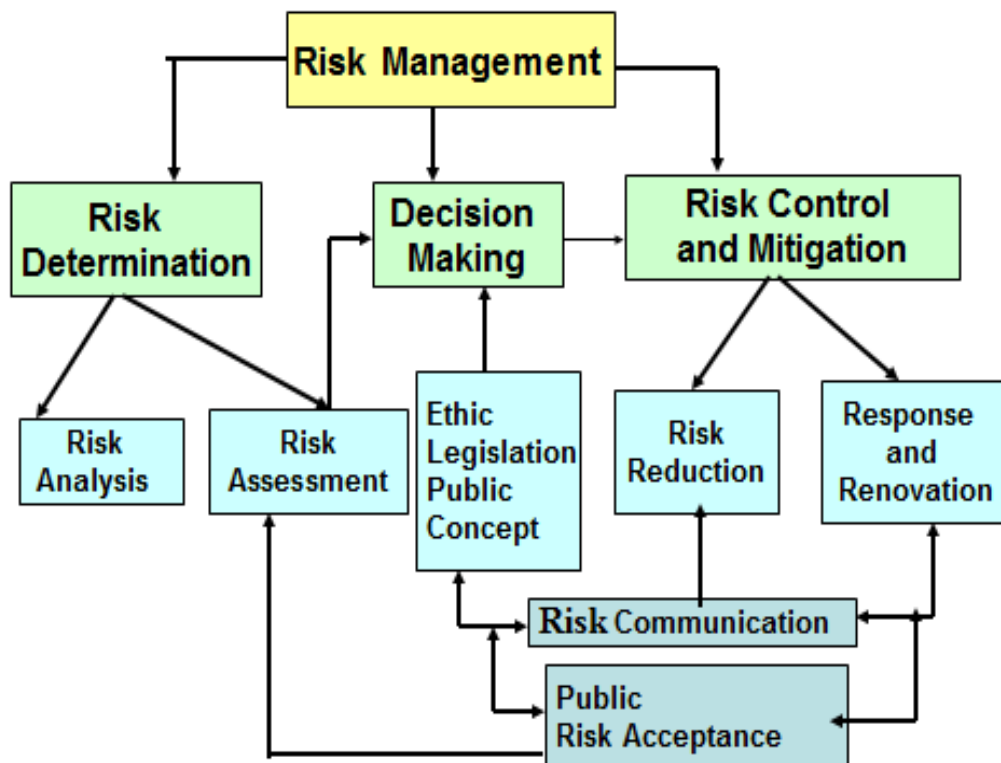 Risk Management
Risk
Determination
Decision
Making
Risk Control
and Mitigation
Risk
Analysis
Risk
Assessment
Ethic
Legislation
Public
Concept
Risk
Reduction
Response
and
Renovation
Risk Communication
Public
Risk Acceptance